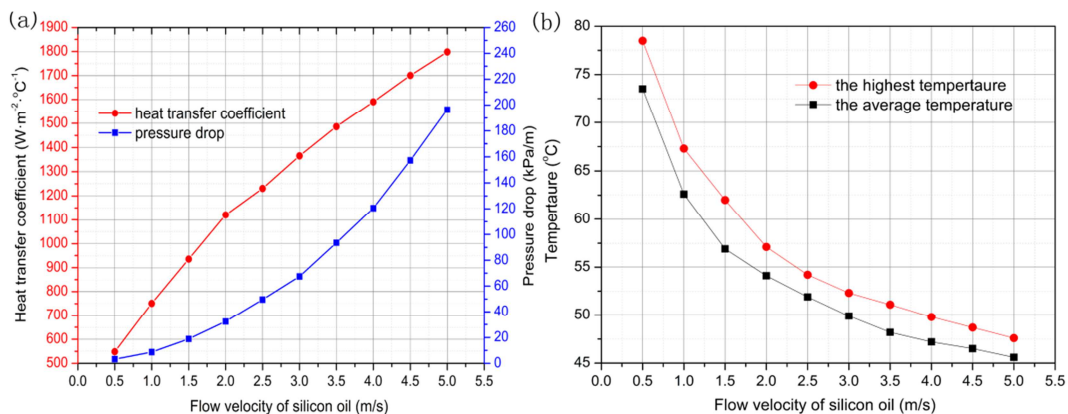 (a)
Heat transfer coefficient (W·m⁻²·°C⁻¹)
1900
1800
1700
1600
1500
1400
1300
1200
1100
1000
900
800
700
600
500
heat transfer coefficient
pressure drop
260
240
220
200
180
160
140
120
100
80
60
40
20
0
Pressure drop (kPa/m)
0.0 0.5 1.0 1.5 2.0 2.5 3.0 3.5 4.0 4.5 5.0 5.5
Flow velocity of silicon oil (m/s)
(b)
Tempertaure (°C)
80
75
70
65
60
55
50
45
the highest tempertaure
the average temperature
0.0 0.5 1.0 1.5 2.0 2.5 3.0 3.5 4.0 4.5 5.0 5.5
Flow velocity of silicon oil (m/s)